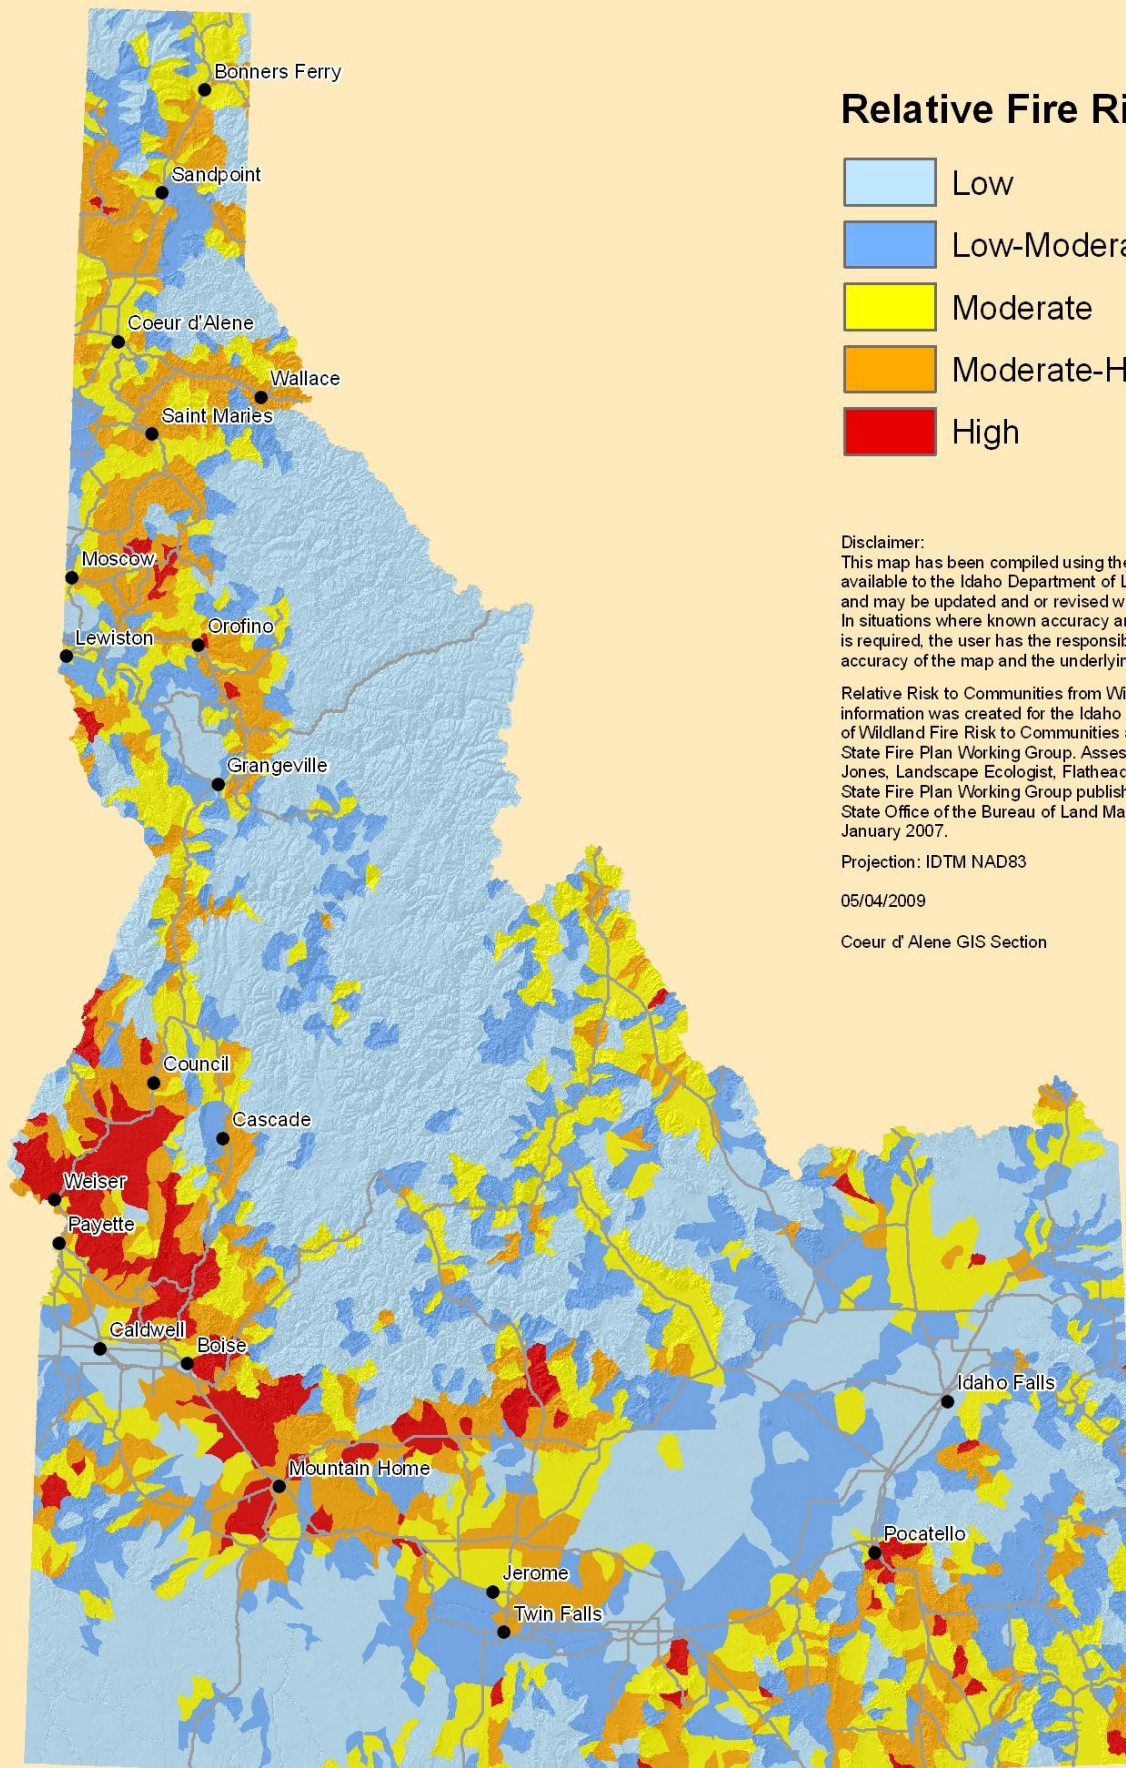 Bonners Ferry
Sandpoint
Coeur d'Alene
Wallace
Saint Maries
Moscow
Lewiston
Orofino
Grangeville
Council
Cascade
Weiser
Payette
Caldwell
Boise
Mountain Home
Idaho Falls
Pocatello
Jerome
Twin Falls
Relative Fire Ri
Low
Low-Modera
Moderate
Moderate-H
High
Disclaimer:
This map has been compiled using the
available to the Idaho Department of L
and may be updated and or revised w
In situations where known accuracy an
is required, the user has the responsib
accuracy of the map and the underlyin
Relative Risk to Communities from Wi
information was created for the Idaho
of Wildland Fire Risk to Communities a
State Fire Plan Working Group. Asses
Jones, Landscape Ecologist, Flathead
State Fire Plan Working Group publish
State Office of the Bureau of Land Ma
January 2007.
Projection: IDTM NAD83
05/04/2009
Coeur d' Alene GIS Section